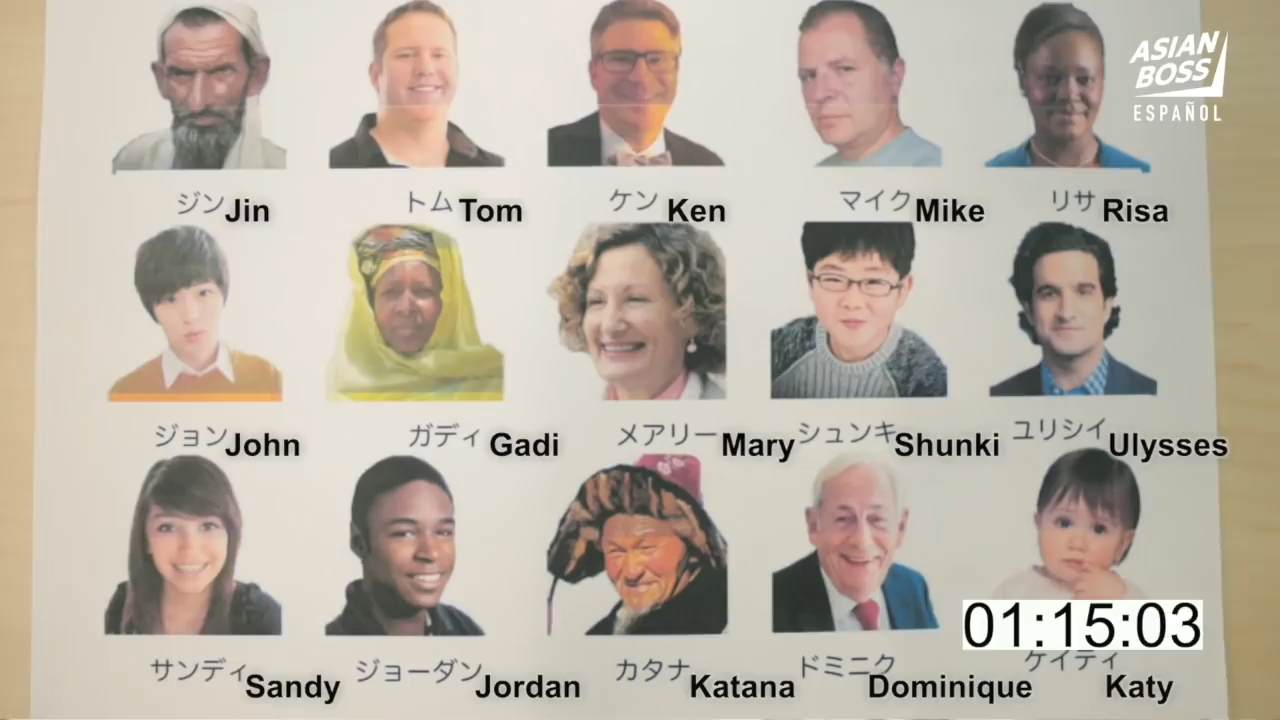 ASIAN
BOSS
ESPAÑOL
ジン Jin トム Tom ケン Ken マイク Mike リサ Risa
ジョン John ガディ Gadi メアリー Mary シュンキ Shunki ユリシイ Ulysses
01:15:03
サンディ Sandy ジョーダン Jordan カタナ Katana ドミニク Dominique ケイティ Katy